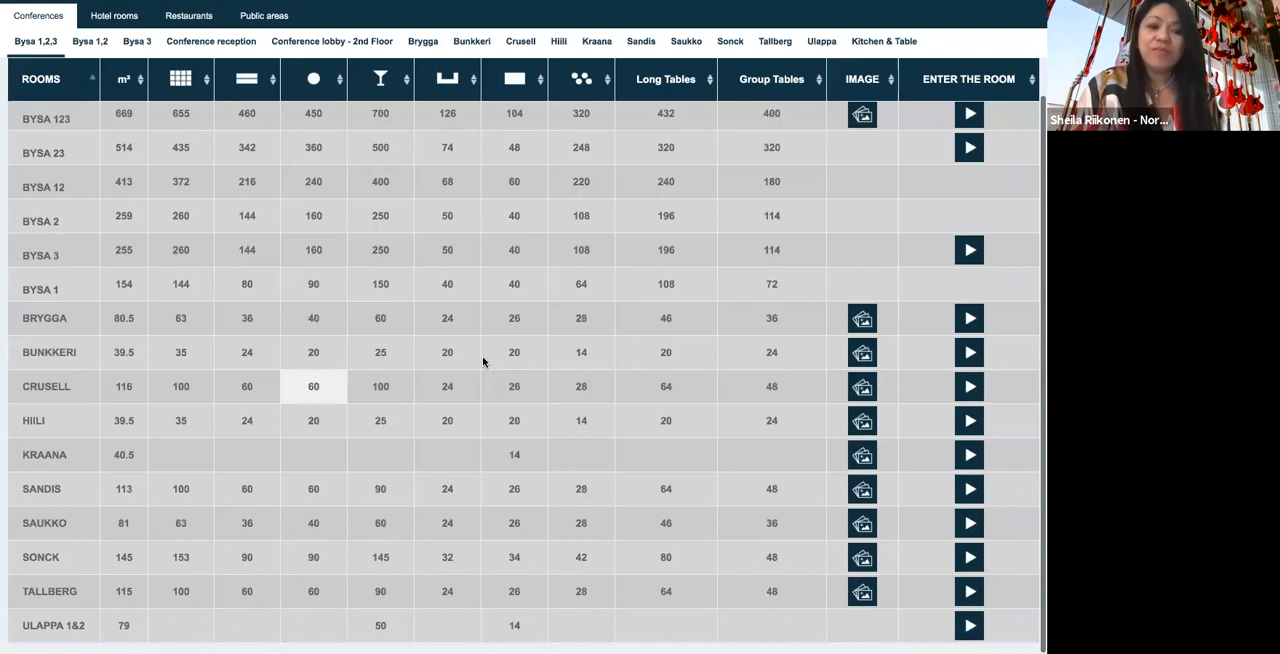 Conferences Hotel rooms Restaurants Public areas
Bysa 1,2,3 Bysa 1,2 Bysa 3 Conference reception Conference lobby - 2nd Floor Brygga Bunkkeri Crusell Hiili Kraana Sandis Saukko Sonck Tallberg Ulappa Kitchen & Table
ROOMS m² Long Tables Group Tables IMAGE ENTER THE ROOM
BYSA 123 669 655 460 450 700 126 104 320 432 400
BYSA 23 514 435 342 360 500 74 48 248 320 320
BYSA 12 413 372 216 240 400 68 60 220 240 180
BYSA 2 259 260 144 160 250 50 40 108 196 114
BYSA 3 255 260 144 160 250 50 40 108 196 114
BYSA 1 154 144 80 90 150 40 40 64 108 72
BRYGGA 80.5 63 36 40 60 24 26 28 46 36
BUNKKERI 39.5 35 24 20 25 20 20 14 20 24
CRUSELL 116 100 60 60 100 24 26 28 64 48
HIILI 39.5 35 24 20 25 20 20 14 20 24
KRAANA 40.5 14
SANDIS 113 100 60 60 90 24 26 28 64 48
SAUKKO 81 63 36 40 60 24 26 28 46 36
SONCK 145 153 90 90 145 32 34 42 80 48
TALLBERG 115 100 60 60 90 24 26 28 64 48
ULAPPA 1&2 79 50 14
Sheila Riikonen - Nor...